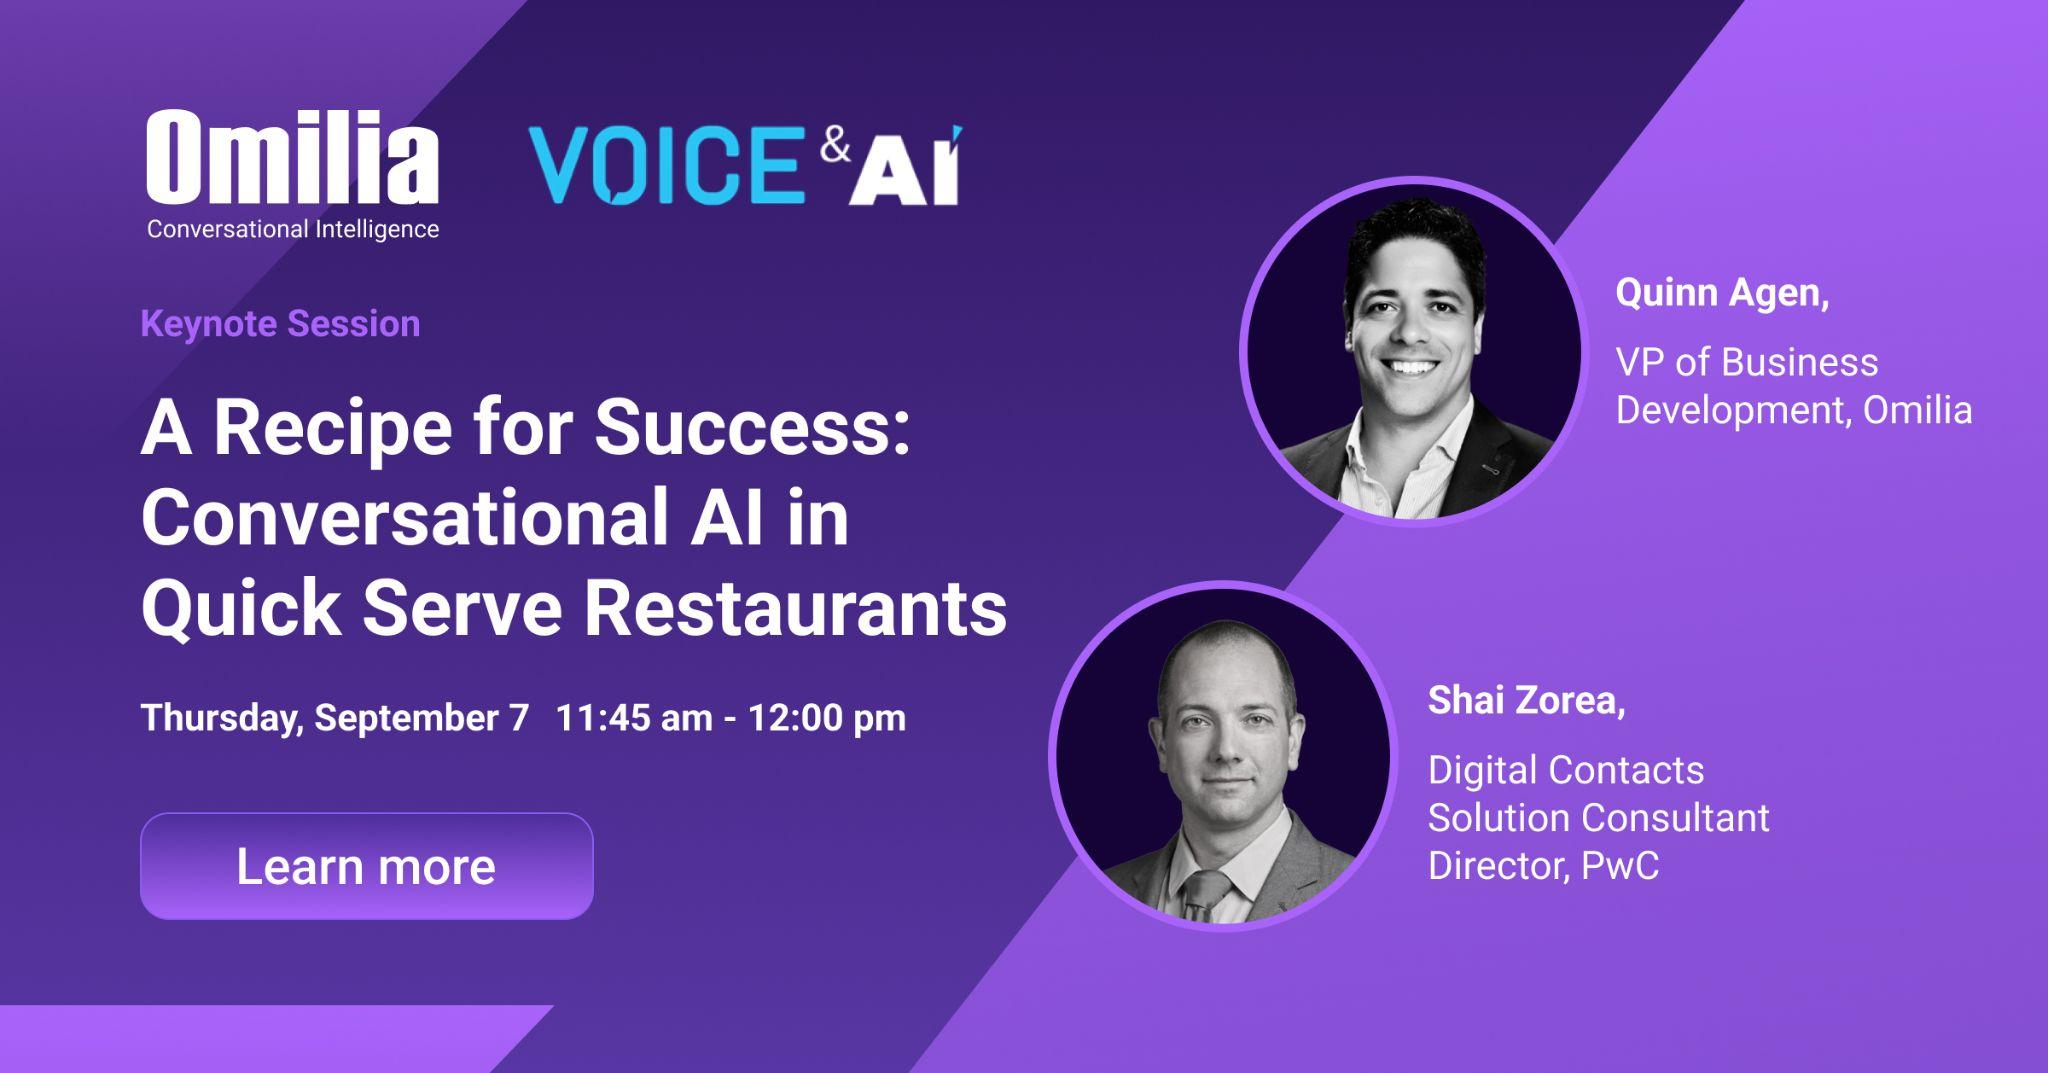 Omilia
Conversational Intelligence
VOICE & AI
Keynote Session
A Recipe for Success:
Conversational AI in
Quick Serve Restaurants
Thursday, September 7 11:45 am - 12:00 pm
Learn more
Quinn Agen,
VP of Business
Development, Omilia
Shai Zorea,
Digital Contacts
Solution Consultant
Director, PwC